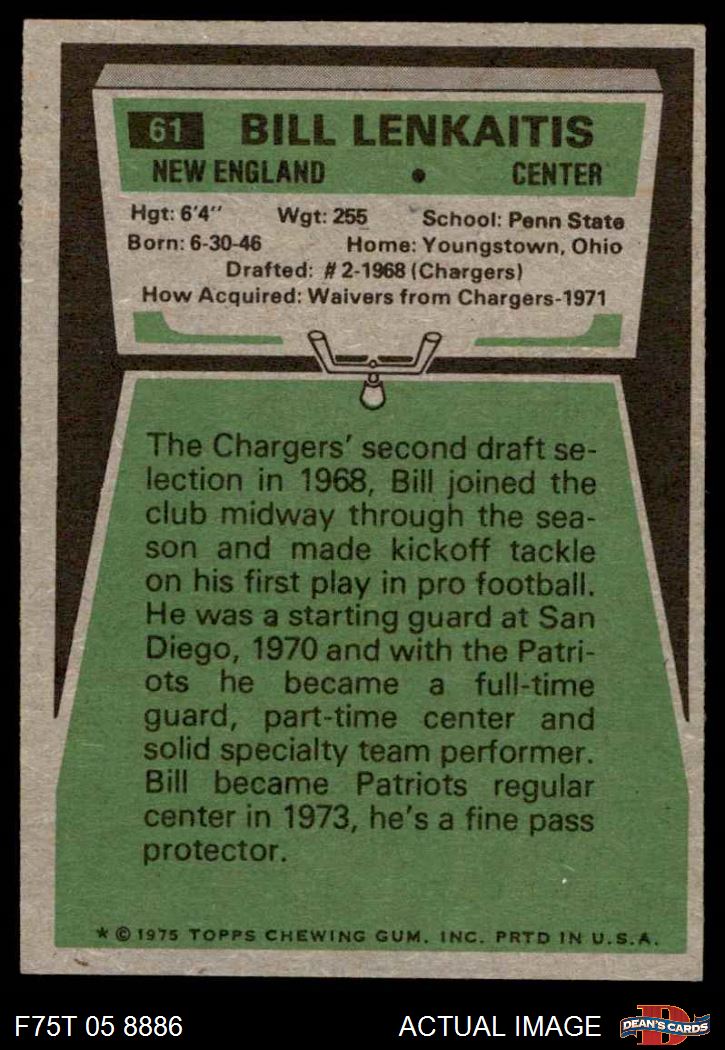 61 BILL LENKAITIS
NEW ENGLAND • CENTER
Hgt: 6'4" Wgt: 255 School: Penn State
Born: 6-30-46 Home: Youngstown, Ohio
Drafted: #2-1968 (Chargers)
How Acquired: Waivers from Chargers-1971
The Chargers' second draft se-
lection in 1968, Bill joined the
club midway through the sea-
son and made kickoff tackle
on his first play in pro football.
He was a starting guard at San
Diego, 1970 and with the Patri-
ots he became a full-time
guard, part-time center and
solid specialty team performer.
Bill became Patriots regular
center in 1973, he's a fine pass
protector.
* © 1975 TOPPS CHEWING GUM, INC. PRTD IN U.S.A.
F75T 05 8886 ACTUAL IMAGE D DEAN'S CARDS